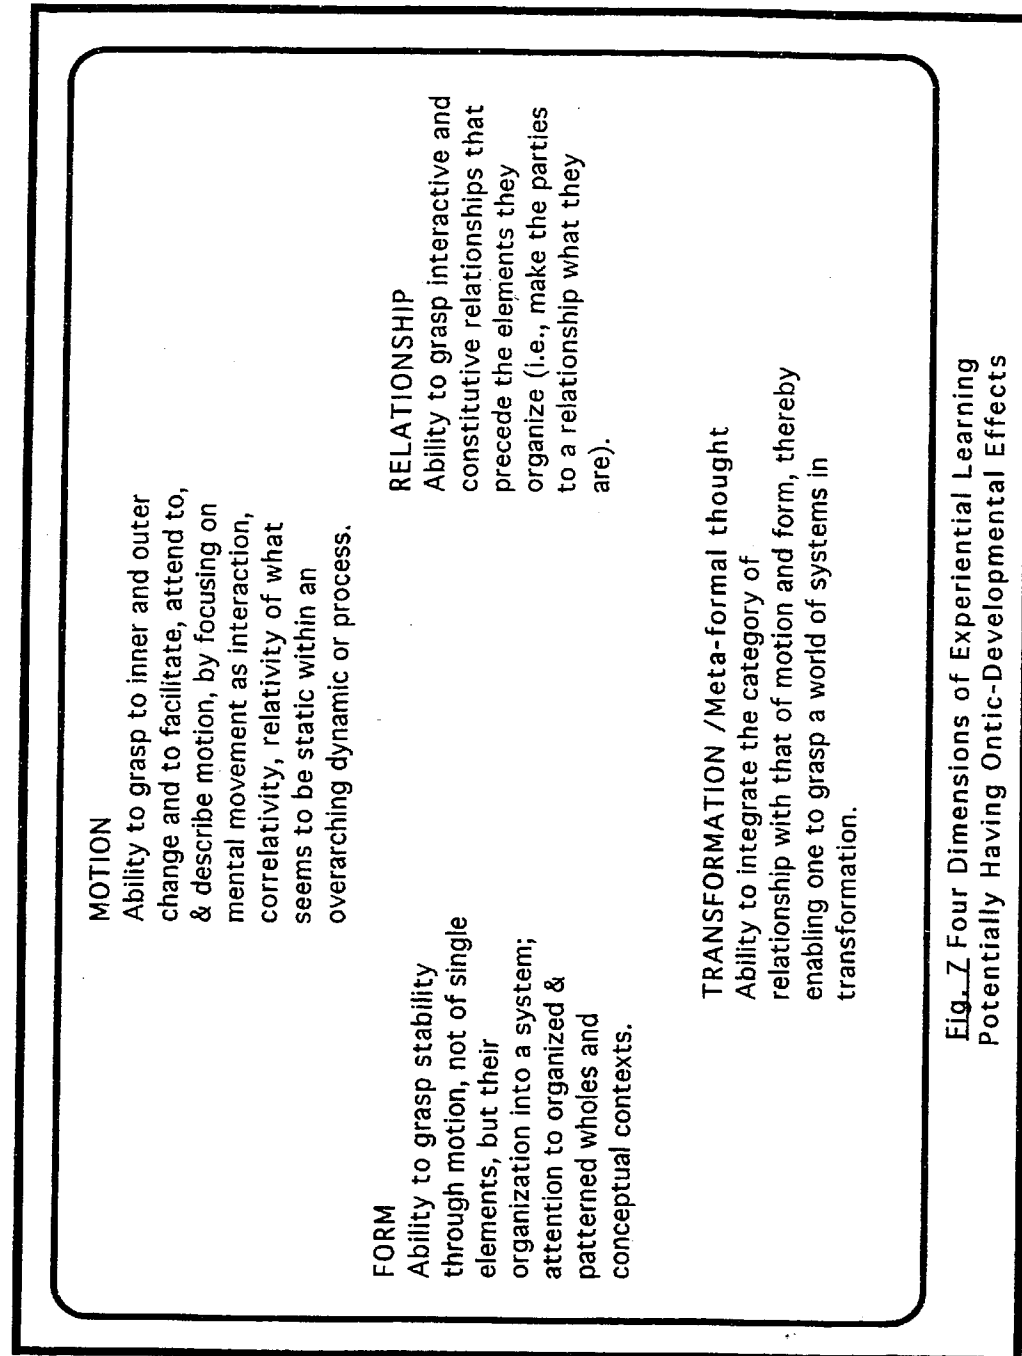 MOTION
Ability to grasp to inner and outer
change and to facilitate, attend to,
& describe motion, by focusing on
mental movement as interaction,
correlativity, relativity of what
seems to be static within an
overarching dynamic or process.
FORM
Ability to grasp stability
through motion, not of single
elements, but their
organization into a system;
attention to organized &
patterned wholes and
conceptual contexts.
RELATIONSHIP
Ability to grasp interactive and
constitutive relationships that
precede the elements they
organize (i.e., make the parties
to a relationship what they
are).
TRANSFORMATION /Meta-formal thought
Ability to integrate the category of
relationship with that of motion and form, thereby
enabling one to grasp a world of systems in
transformation.
Fig. 7 Four Dimensions of Experiential Learning
Potentially Having Ontic-Developmental Effects